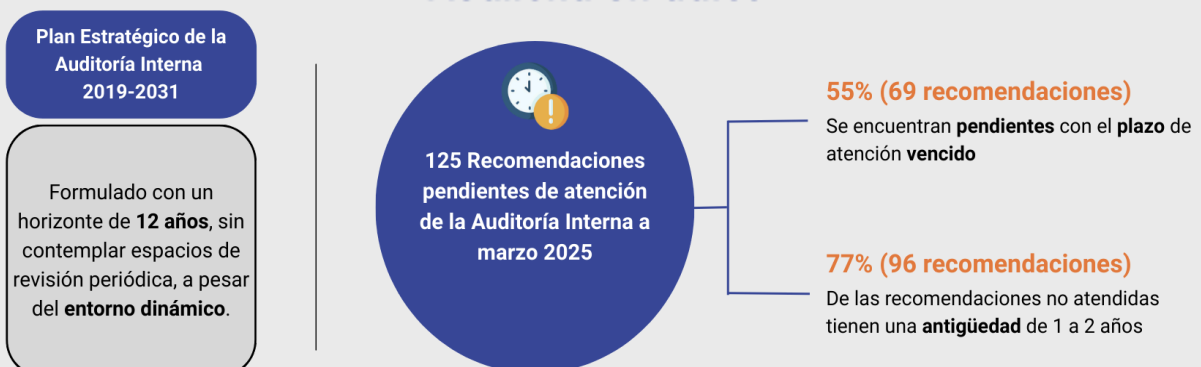 Plan Estratégico de la
Auditoría Interna
2019-2031
Formulado con un
horizonte de 12 años, sin
contemplar espacios de
revisión periódica, a pesar
del entorno dinámico.
125 Recomendaciones
pendientes de atención
de la Auditoría Interna a
marzo 2025
55% (69 recomendaciones)
Se encuentran pendientes con el plazo de
atención vencido
77% (96 recomendaciones)
De las recomendaciones no atendidas
tienen una antigüedad de 1 a 2 años